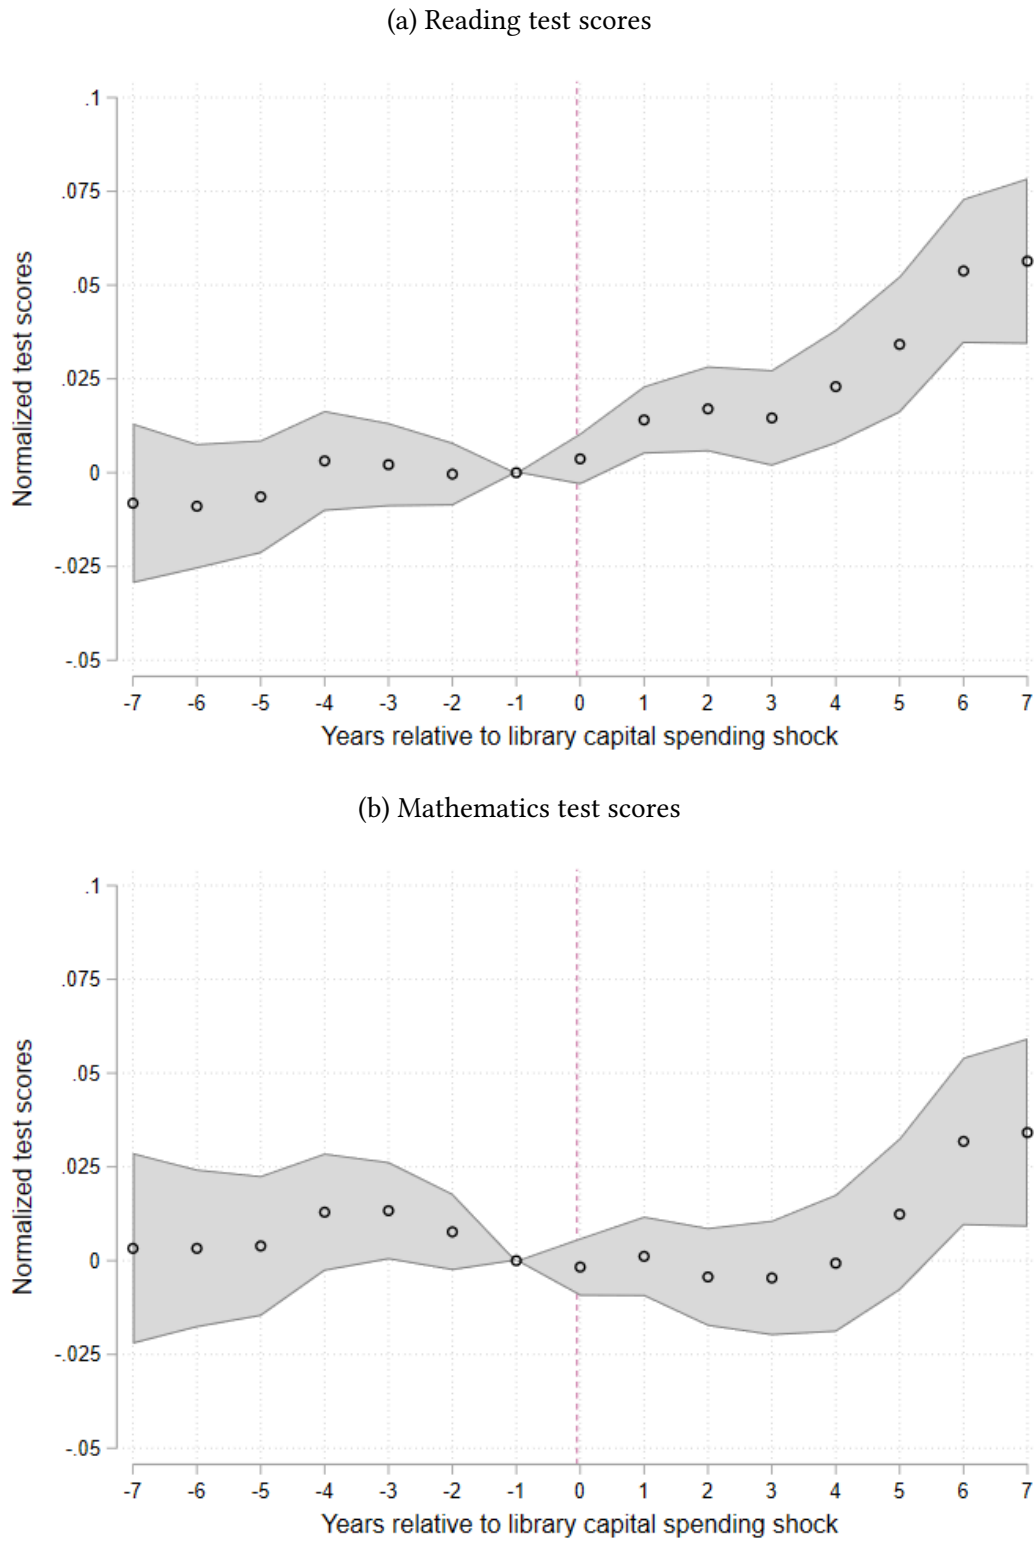 (a) Reading test scores
.1
.075
.05
.025
0
-.025
-.05
Normalized test scores
-7 -6 -5 -4 -3 -2 -1 0 1 2 3 4 5 6 7
Years relative to library capital spending shock
(b) Mathematics test scores
.1
.075
.05
.025
0
-.025
-.05
Normalized test scores
-7 -6 -5 -4 -3 -2 -1 0 1 2 3 4 5 6 7
Years relative to library capital spending shock